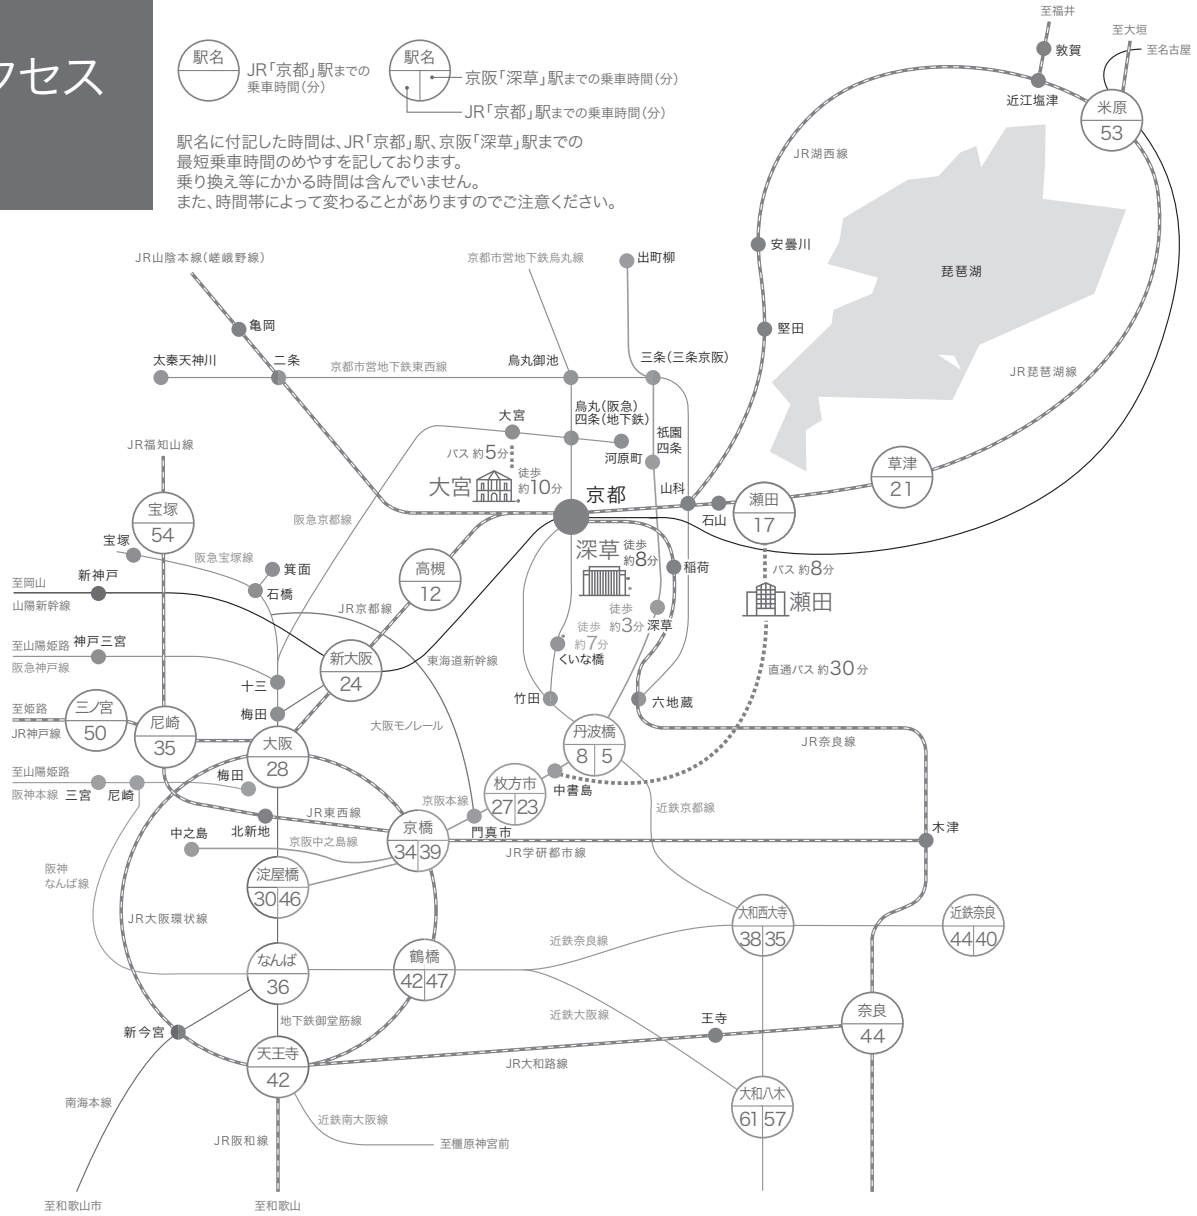 クセス
駅名
JR「京都」駅までの
乗車時間（分）
駅名
京阪「深草」駅までの乗車時間（分）
JR「京都」駅までの乗車時間（分）
駅名に付記した時間は、JR「京都」駅、京阪「深草」駅までの
最短乗車時間のめやすを記しております。
乗り換え等にかかる時間は含んでいません。
また、時間帯によって変わることがありますのでご注意ください。
至福井
敦賀
至大垣
至名古屋
近江塩津
米原
53
JR湖西線
安曇川
琵琶湖
堅田
JR琵琶湖線
草津
21
JR山陰本線（嵯峨野線）
亀岡
太秦天神川
二条
京都市営地下鉄東西線
京都市営地下鉄烏丸線
烏丸御池
出町柳
三条（三条京阪）
大宮
烏丸（阪急）
四条（地下鉄）
河原町
祇園
四条
バス 約5分
大宮
徒歩
約10分
京都
山科
石山
瀬田
17
JR福知山線
宝塚
54
宝塚
阪急宝塚線
箕面
石橋
阪急京都線
高槻
12
深草
徒歩
約8分
稲荷
バス 約8分
瀬田
徒歩
約3分
深草
徒歩
約7分
くいな橋
至岡山
新神戸
山陽新幹線
JR京都線
新大阪
24
東海道新幹線
至山陽姫路
神戸三宮
阪急神戸線
十三
梅田
竹田
六地蔵
直通バス 約30分
至姫路
JR神戸線
三ノ宮
50
尼崎
35
大阪
28
大阪モノレール
丹波橋
8 5
JR奈良線
至山陽姫路
阪神本線
三宮
尼崎
梅田
中書島
枚方市
27 23
京阪本線
門真市
近鉄京都線
JR東西線
北新地
中之島
京阪中之島線
京橋
34 39
JR学研都市線
木津
阪神
なんば線
淀屋橋
30 46
JR大阪環状線
大和西大寺
38 35
近鉄奈良
44 40
近鉄奈良線
なんば
36
鶴橋
42 47
近鉄大阪線
新今宮
地下鉄御堂筋線
王寺
奈良
44
天王寺
42
JR大和路線
大和八木
61 57
南海本線
近鉄南大阪線
JR阪和線
至橿原神宮前
至和歌山市
至和歌山